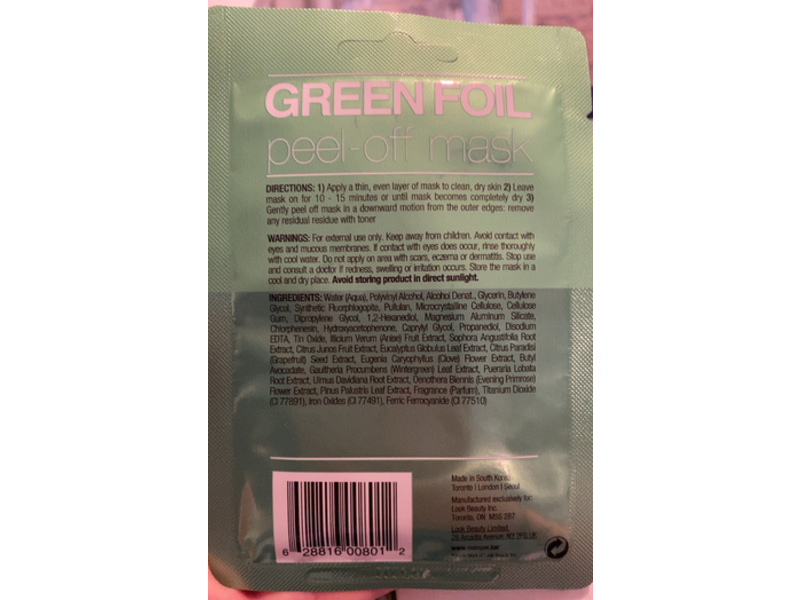 GREEN FOIL
peel-off mask
DIRECTIONS: 1) Apply a thin, even layer of mask to clean, dry skin 2) Leave
mask on for 10 - 15 minutes or until mask becomes completely dry 3)
Gently peel off mask in a downward motion from the outer edges: remove
any residual residue with toner
WARNINGS: For external use only. Keep away from children. Avoid contact with
eyes and mucous membranes. If contact with eyes does occur, rinse thoroughly
with cool water. Do not apply on area with scars, eczema or dermatitis. Stop use
and consult a doctor if redness, swelling or irritation occurs. Store the mask in a
cool and dry place. Avoid storing product in direct sunlight.
INGREDIENTS: Water (Aqua), Polyvinyl Alcohol, Alcohol Denat., Glycerin, Butylene
Glycol, Synthetic Fluorphlogopite, Pullulan, Microcrystalline Cellulose, Cellulose
Gum, Dipropylene Glycol, 1,2-Hexanediol, Magnesium Aluminum Silicate,
Chlorphenesin, Hydroxyacetophenone, Caprylyl Glycol, Propanediol, Disodium
EDTA, Tin Oxide, Illicium Verum (Anise) Fruit Extract, Sophora Angustifolia Root
Extract, Citrus Junos Fruit Extract, Eucalyptus Globulus Leaf Extract, Citrus Paradisi
(Grapefruit) Seed Extract, Eugenia Caryophyllus (Clove) Flower Extract, Butyl
Avocadate, Gaultheria Procumbens (Wintergreen) Leaf Extract, Pueraria Lobata
Root Extract, Ulmus Davidiana Root Extract, Oenothera Biennis (Evening Primrose)
Flower Extract, Pinus Palustris Leaf Extract, Fragrance (Parfum), Titanium Dioxide
(CI 77891), Iron Oxides (CI 77491), Ferric Ferrocyanide (CI 77510)
Made in South Korea
Toronto | London | Seoul
Manufactured exclusively for:
Look Beauty Inc.
Toronto, ON M5S 2B7
Look Beauty Limited,
28 Arcadia Avenue, N3 2FG, UK
6 28816 00801 2